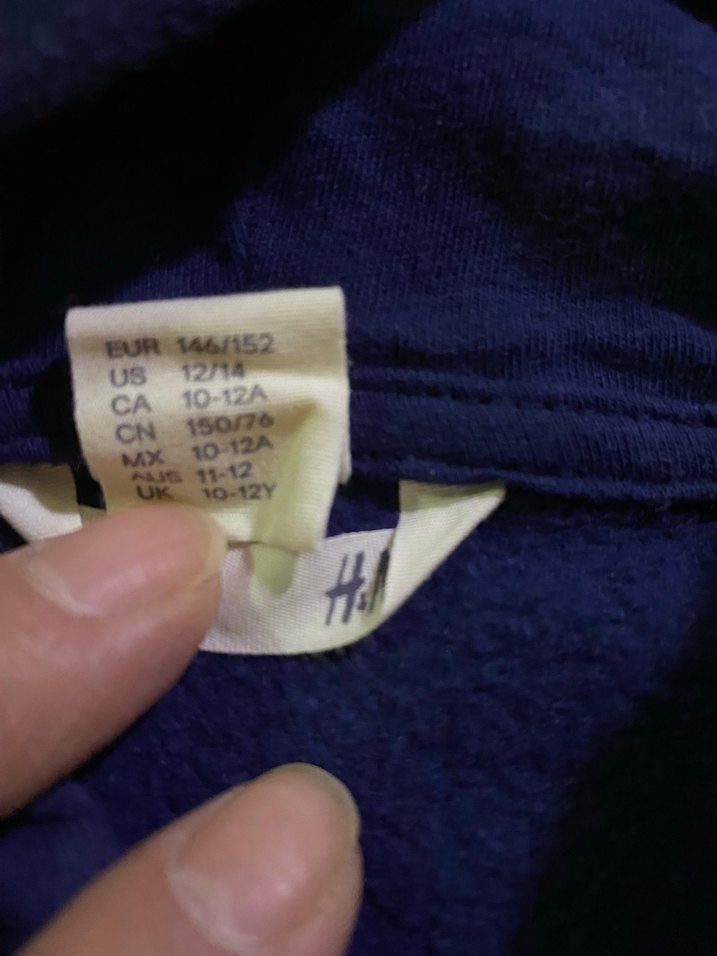 EUR 146/152
US 12/14
CA 10-12A
CN 150/76
MX 10-12A
AUS 11-12
UK 10-12Y
H&M